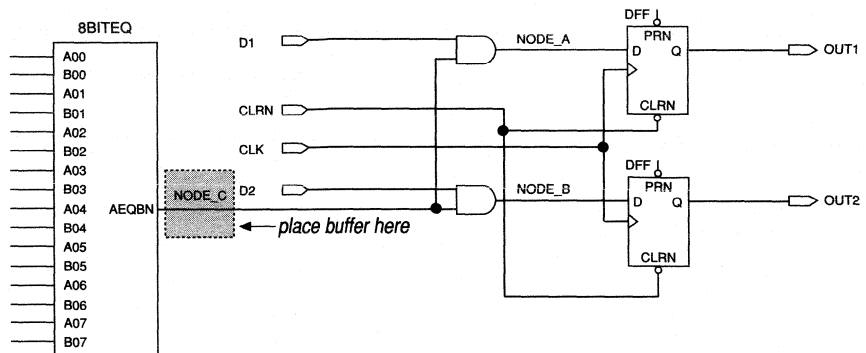 8BITEQ
A00
B00
A01
B01
A02
B02
A03
B03
A04
B04
A05
B05
A06
B06
A07
B07
AEQBN
NODE_C
place buffer here
D1
CLRN
CLK
D2
NODE_A
NODE_B
DFF
PRN
D Q
CLRN
OUT1
DFF
PRN
D Q
CLRN
OUT2